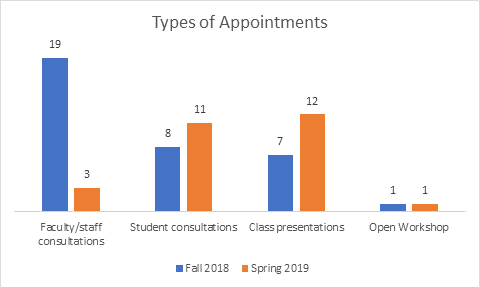 Types of Appointments
19
3
8
11
7
12
1
1
Faculty/staff
consultations
Student consultations
Class presentations
Open Workshop
Fall 2018
Spring 2019